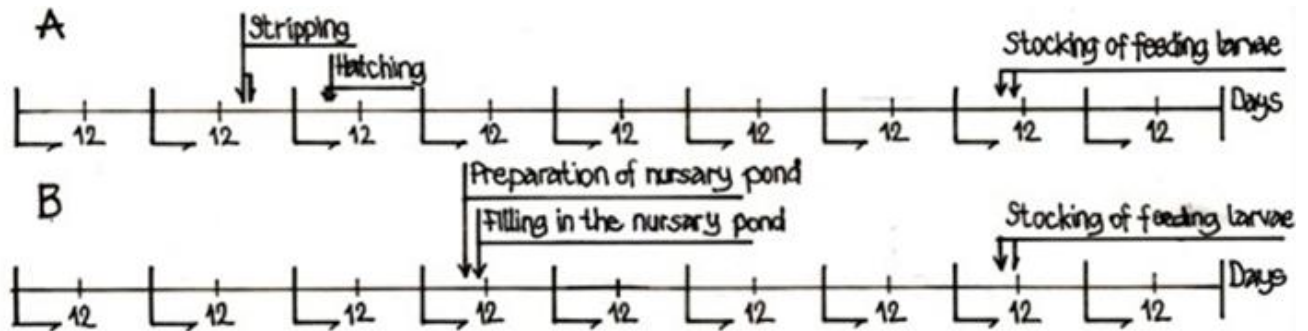 A
Stripping
Hatching
Stocking of feeding larvae
12 12 12 12 12 12 12 12 12 Days
Preparation of nursary pond
B
Filling in the nursary pond
Stocking of feeding larvae
12 12 12 12 12 12 12 12 12 Days